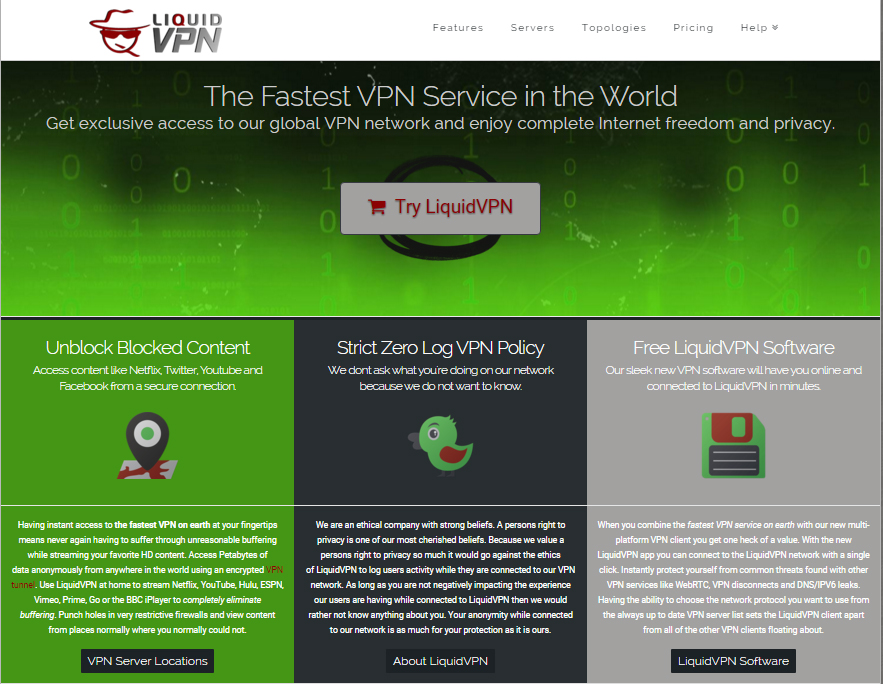 LIQUID
VPN
Features Servers Topologies Pricing Help
The Fastest VPN Service in the World
Get exclusive access to our global VPN network and enjoy complete Internet freedom and privacy.
Try LiquidVPN
Unblock Blocked Content
Access content like Netflix, Twitter, Youtube and
Facebook from a secure connection.
Having instant access to the fastest VPN on earth at your fingertips
means never again having to suffer through unreasonable buffering
while streaming your favorite HD content. Access Petabytes of
data anonymously from anywhere in the world using an encrypted VPN
tunnel. Use LiquidVPN at home to stream Netflix, YouTube, Hulu, ESPN,
Vimeo, Prime, Go or the BBC iPlayer to completely eliminate
buffering. Punch holes in very restrictive firewalls and view content
from places normally where you normally could not.
VPN Server Locations
Strict Zero Log VPN Policy
We dont ask what you're doing on our network
because we do not want to know.
We are an ethical company with strong beliefs. A persons right to
privacy is one of our most cherished beliefs. Because we value a
persons right to privacy so much it would go against the ethics
of LiquidVPN to log users activity while they are connected to our VPN
network. As long as you are not negatively impacting the experience
our users are having while connected to LiquidVPN then we would
rather not know anything about you. Your anonymity while connected
to our network is as much for your protection as it is ours.
About LiquidVPN
Free LiquidVPN Software
Our sleek new VPN software will have you online and
connected to LiquidVPN in minutes.
When you combine the fastest VPN service on earth with our new multi-
platform VPN client you get one heck of a value. With the new
LiquidVPN app you can connect to the LiquidVPN network with a single
click. Instantly protect yourself from common threats found with other
VPN services like WebRTC, VPN disconnects and DNS/IPV6 leaks.
Having the ability to choose the network protocol you want to use from
the always up to date VPN server list sets the LiquidVPN client apart
from all of the other VPN clients floating about.
LiquidVPN Software